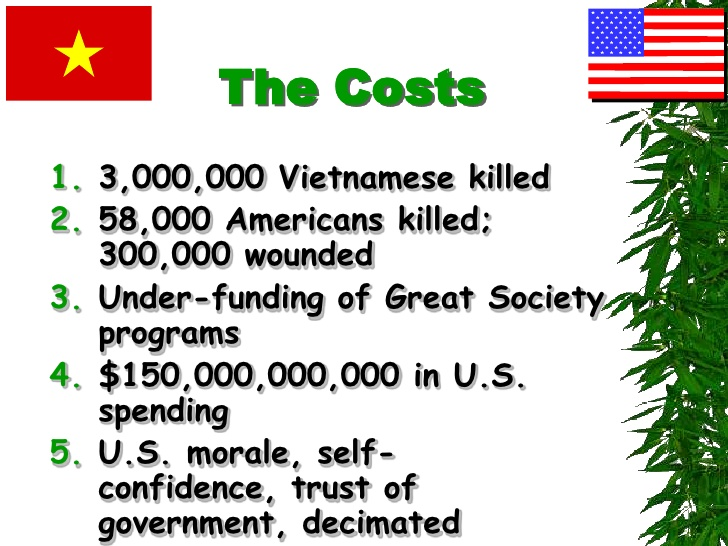 The Costs
1. 3,000,000 Vietnamese killed
2. 58,000 Americans killed;
300,000 wounded
3. Under-funding of Great Society
programs
4. $150,000,000,000 in U.S.
spending
5. U.S. morale, self-
confidence, trust of
government, decimated